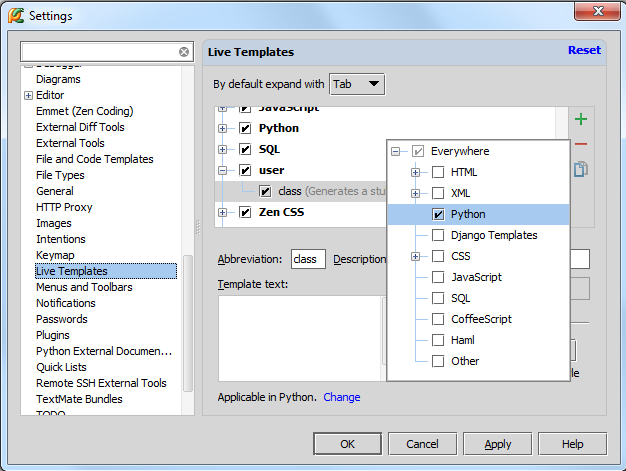 Settings
Live Templates
Reset
Diagrams
Editor
Emmet (Zen Coding)
External Diff Tools
External Tools
File and Code Templates
File Types
General
HTTP Proxy
Images
Intentions
Keymap
Live Templates
Menus and Toolbars
Notifications
Passwords
Plugins
Python External Documen...
Quick Lists
Remote SSH External Tools
TextMate Bundles
TODO
By default expand with Tab
JavaScript
Python
SQL
user
class (Generates a stu
Zen CSS
Everywhere
HTML
XML
Python
Django Templates
CSS
JavaScript
SQL
CoffeeScript
Haml
Other
Abbreviation: class Description
Template text:
Applicable in Python. Change
OK Cancel Apply Help